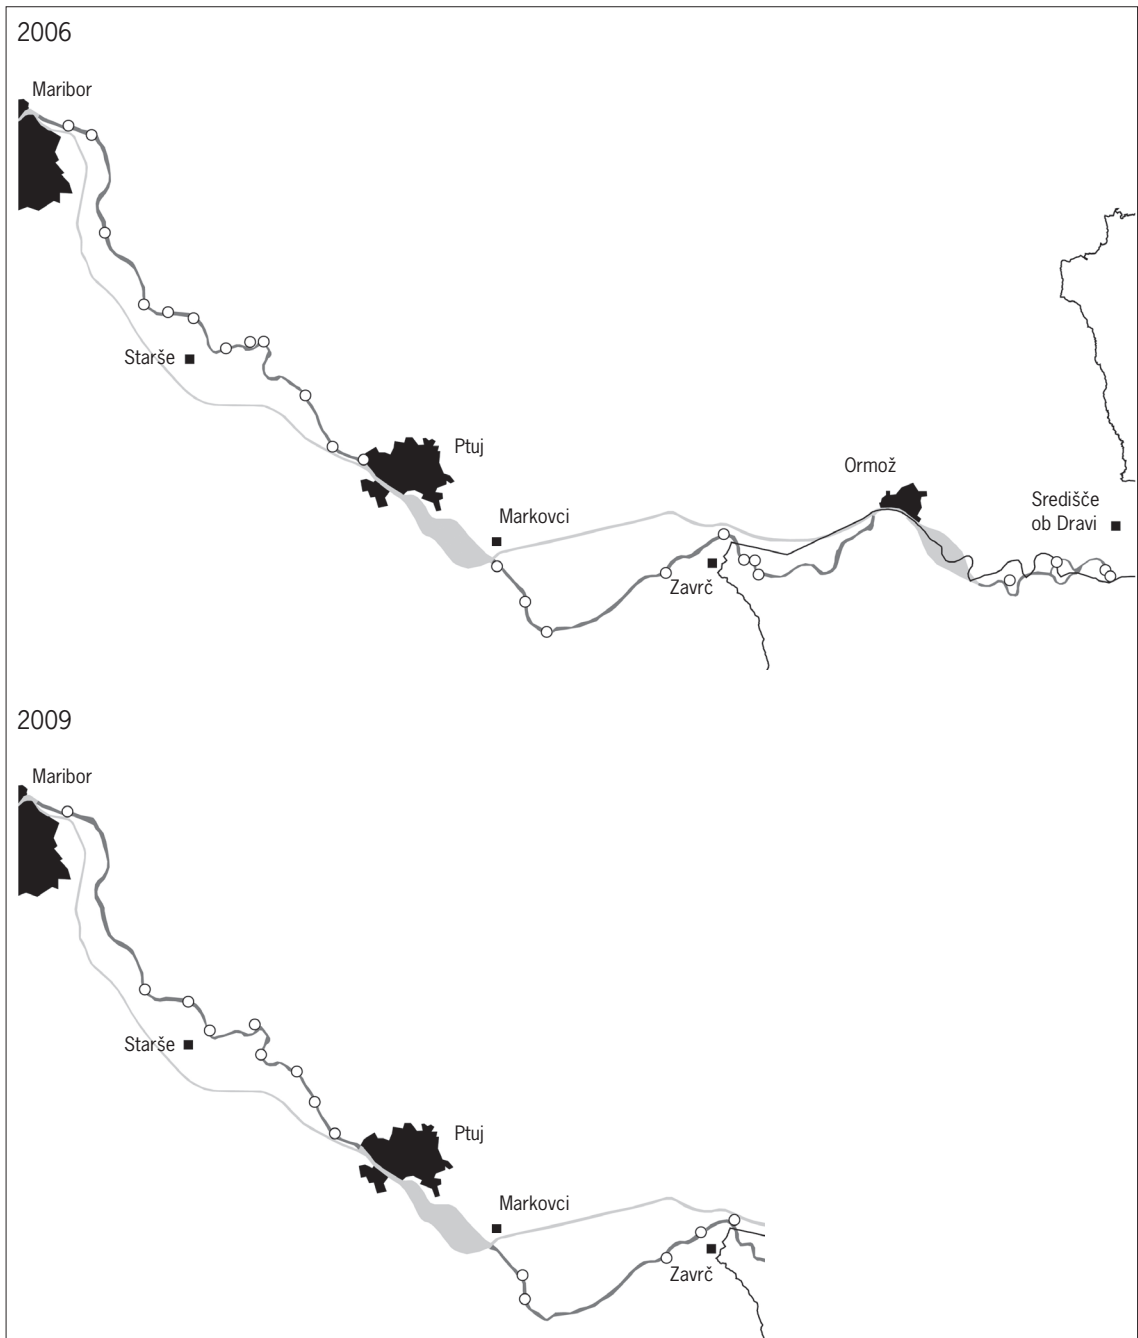 2006
Maribor
Starše
Ptuj
Markovci
Zavrč
Ormož
Središče
ob Dravi
2009
Maribor
Starše
Ptuj
Markovci
Zavrč